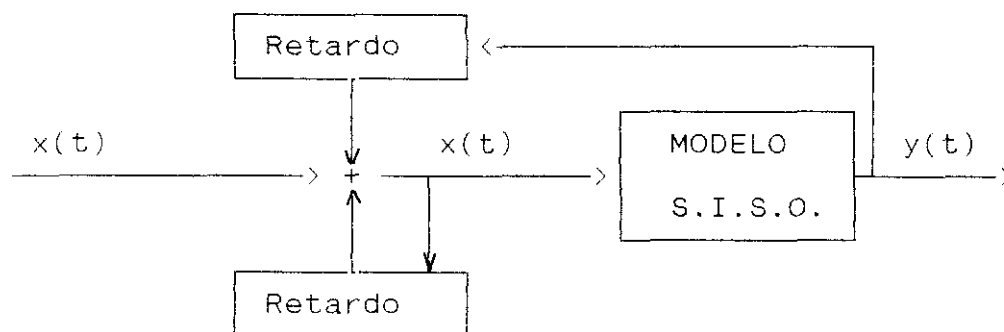 Retardo
x(t)
+
x(t)
MODELO
S.I.S.O.
y(t)
Retardo